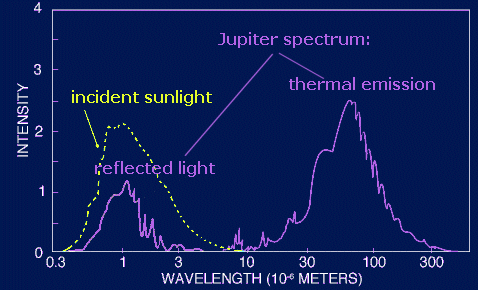 4
Jupiter spectrum:
3
thermal emission
incident sunlight
INTENSITY
2
reflected light
1
0
0.3 1 3 10 30 100 300
WAVELENGTH (10⁻⁶ METERS)